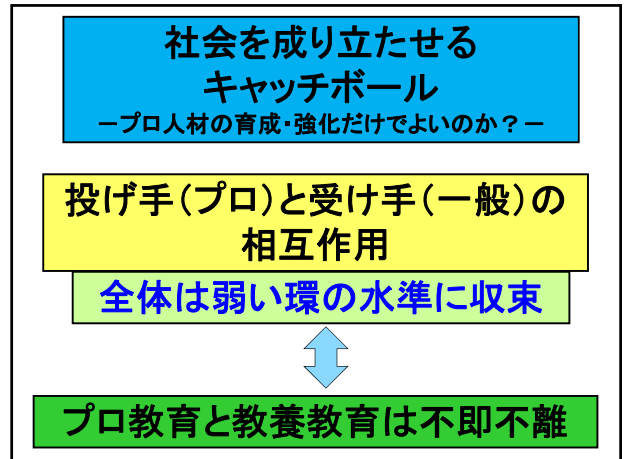 社会を成り立たせる
キャッチボール
－プロ人材の育成・強化だけでよいのか？－
投げ手（プロ）と受け手（一般）の
相互作用
全体は弱い環の水準に収束
プロ教育と教養教育は不即不離